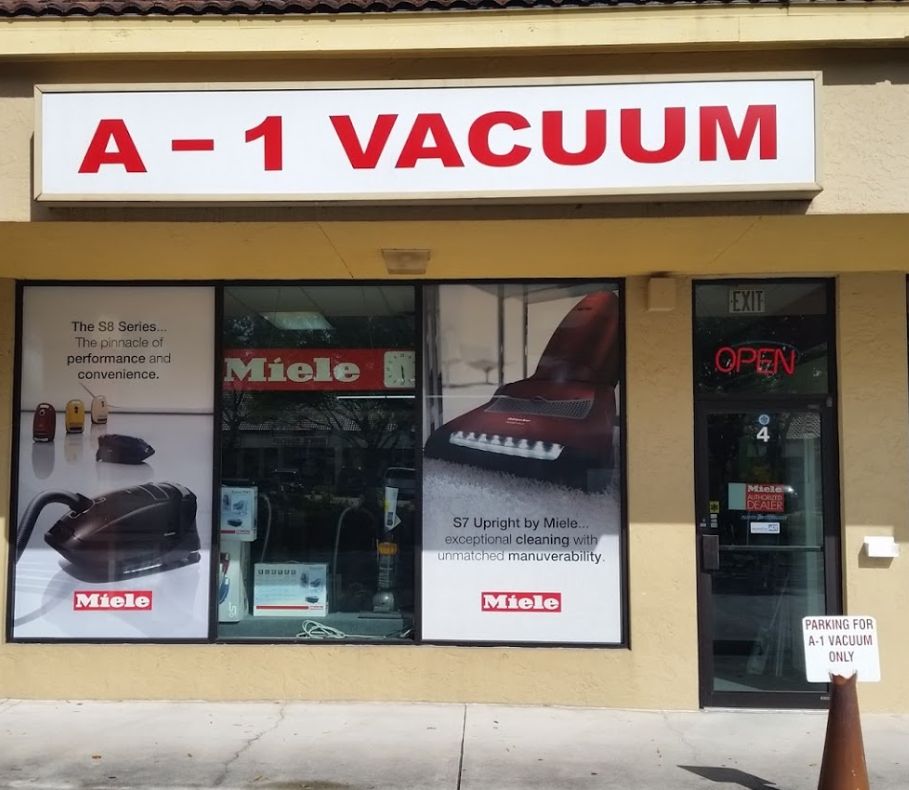 A - 1 VACUUM
The S8 Series...
The pinnacle of
performance and
convenience.
Miele
Miele
S7 Upright by Miele...
exceptional cleaning with
unmatched manuverability.
Miele
EXIT
OPEN
4
Miele
AUTHORIZED
DEALER
PARKING FOR
A-1 VACUUM
ONLY